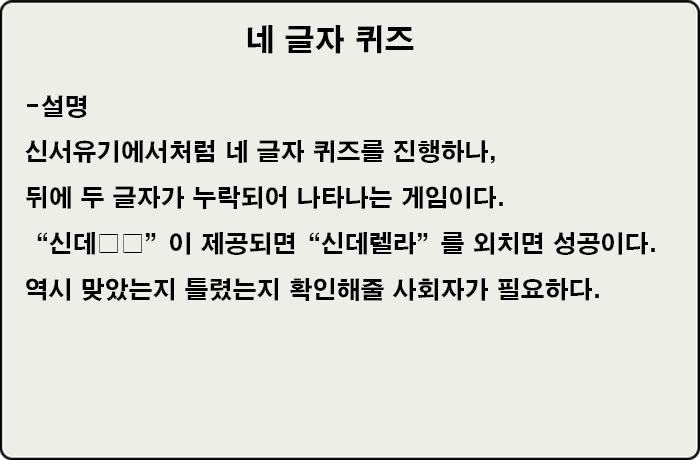 네 글자 퀴즈
-설명
신서유기에서처럼 네 글자 퀴즈를 진행하나,
뒤에 두 글자가 누락되어 나타나는 게임이다.
“신데□□” 이 제공되면 “신데렐라” 를 외치면 성공이다.
역시 맞았는지 틀렸는지 확인해줄 사회자가 필요하다.